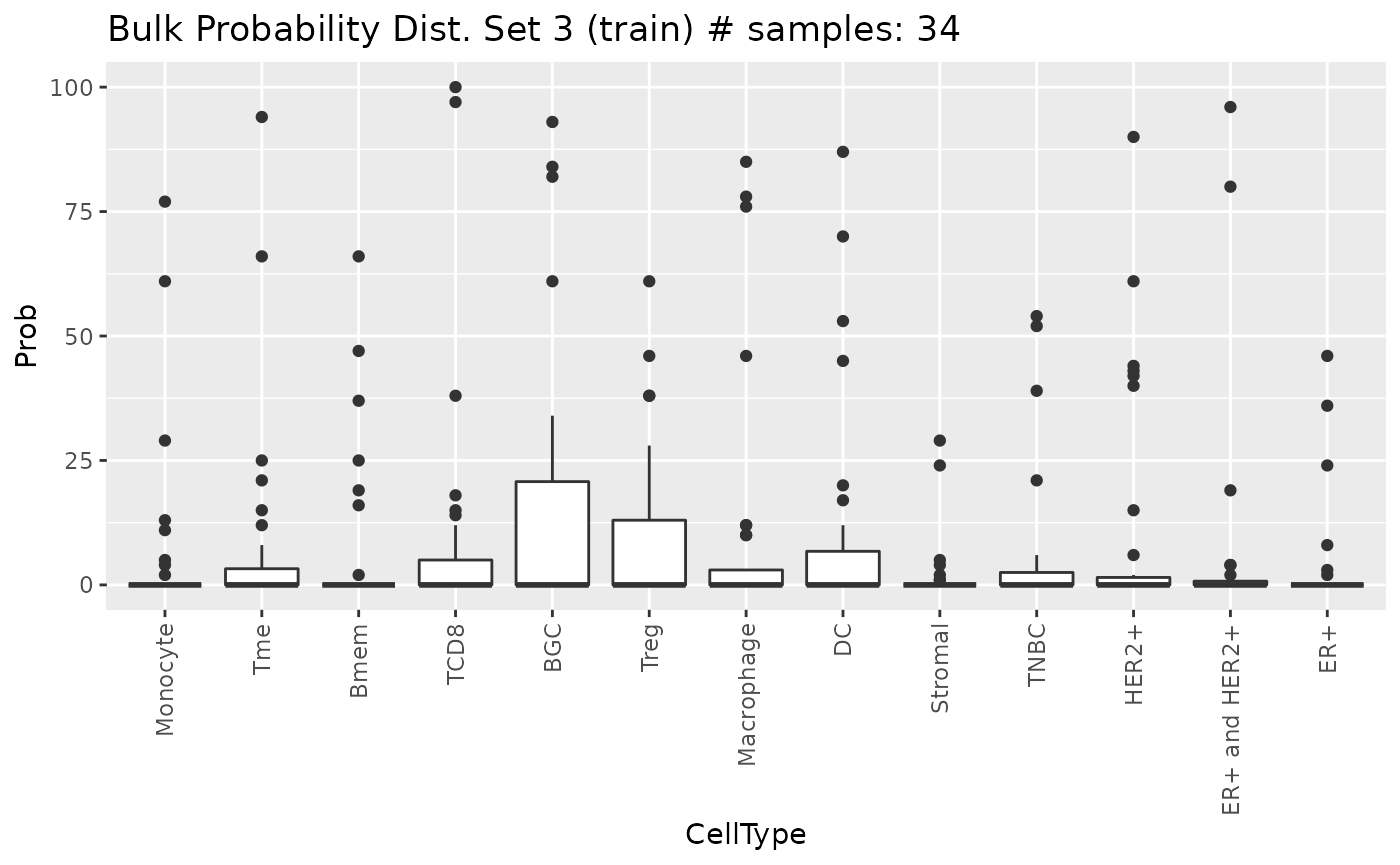 Bulk Probability Dist. Set 3 (train) # samples: 34
Prob
100
75
50
25
0
Monocyte
Tme
Bmem
TCD8
BGC
Treg
Macrophage
DC
Stromal
TNBC
HER2+
ER+ and HER2+
ER+
CellType